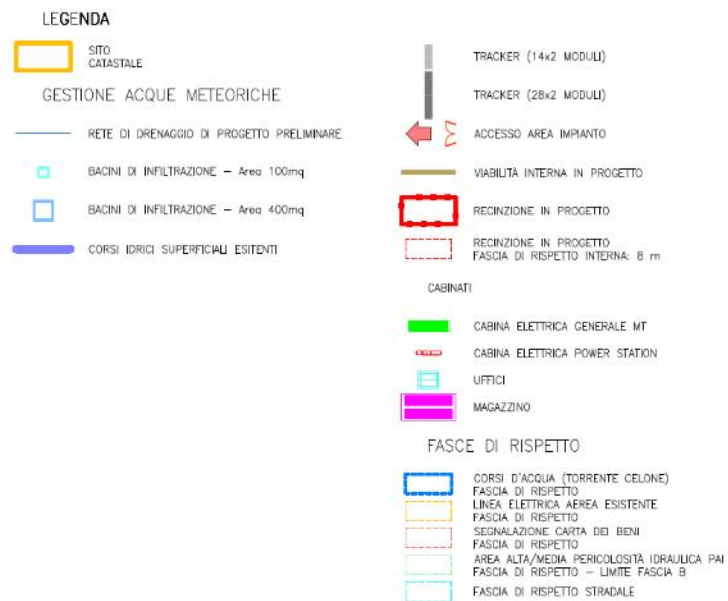 LEGENDA
SITO
CATASTALE
GESTIONE ACQUE METEORICHE
RETE DI DRENAGGIO DI PROGETTO PRELIMINARE
BACINI DI INFILTRAZIONE – Area 100mq
BACINI DI INFILTRAZIONE – Area 400mq
CORSI IDRICI SUPERFICIALI ESITENTI
TRACKER (14x2 MODULI)
TRACKER (28x2 MODULI)
ACCESSO AREA IMPIANTO
VIABILITÀ INTERNA IN PROGETTO
RECINZIONE IN PROGETTO
RECINZIONE IN PROGETTO
FASCIA DI RISPETTO INTERNA: 8 m
CABINATI
CABINA ELETTRICA GENERALE MT
CABINA ELETTRICA POWER STATION
UFFICI
MAGAZZINO
FASCE DI RISPETTO
CORSI D'ACQUA (TORRENTE CELONE)
FASCIA DI RISPETTO
LINEA ELETTRICA AEREA ESISTENTE
FASCIA DI RISPETTO
SEGNALAZIONE CARTA DEI BENI
FASCIA DI RISPETTO
AREA ALTA/MEDIA PERICOLOSITÀ IDRAULICA PAI
FASCIA DI RISPETTO – LIMITE FASCIA B
FASCIA DI RISPETTO STRADALE